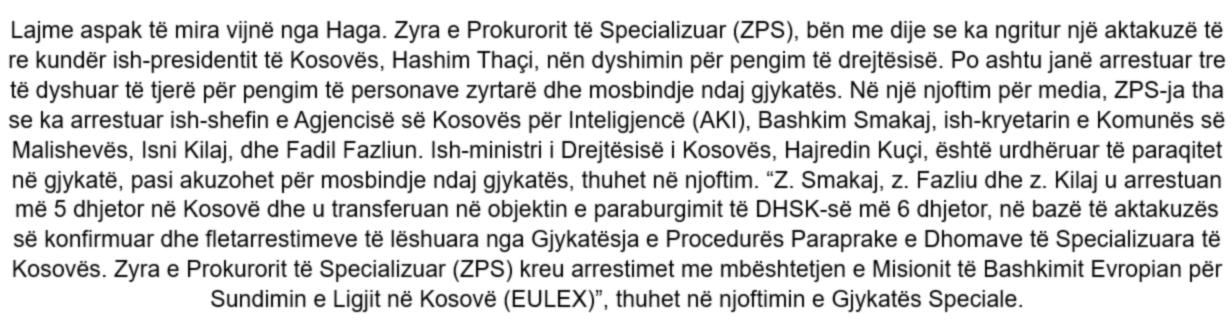 Lajme aspak të mira vijnë nga Haga. Zyra e Prokurorit të Specializuar (ZPS), bën me dije se ka ngritur një aktakuzë të
re kundër ish-presidentit të Kosovës, Hashim Thaçi, nën dyshimin për pengim të drejtësisë. Po ashtu janë arrestuar tre
të dyshuar të tjerë për pengim të personave zyrtarë dhe mosbindje ndaj gjykatës. Në një njoftim për media, ZPS-ja tha
se ka arrestuar ish-shefin e Agjencisë së Kosovës për Inteligjencë (AKI), Bashkim Smakaj, ish-kryetarin e Komunës së
Malishevës, Isni Kilaj, dhe Fadil Fazliun. Ish-ministri i Drejtësisë i Kosovës, Hajredin Kuçi, është urdhëruar të paraqitet
në gjykatë, pasi akuzohet për mosbindje ndaj gjykatës, thuhet në njoftim. “Z. Smakaj, z. Fazliu dhe z. Kilaj u arrestuan
më 5 dhjetor në Kosovë dhe u transferuan në objektin e paraburgimit të DHSK-së më 6 dhjetor, në bazë të aktakuzës
së konfirmuar dhe fletarrestimeve të lëshuara nga Gjykatësja e Procedurës Paraprake e Dhomave të Specializuara të
Kosovës. Zyra e Prokurorit të Specializuar (ZPS) kreu arrestimet me mbështetjen e Misionit të Bashkimit Evropian për
Sundimin e Ligjit në Kosovë (EULEX)”, thuhet në njoftimin e Gjykatës Speciale.